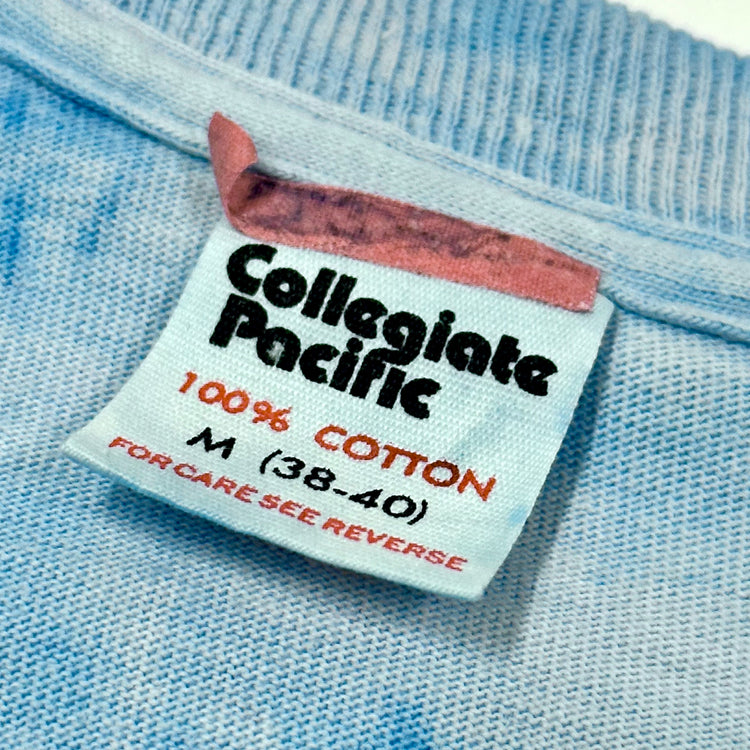 Collegiate
Pacific
100% COTTON
M (38-40)
FOR CARE SEE REVERSE